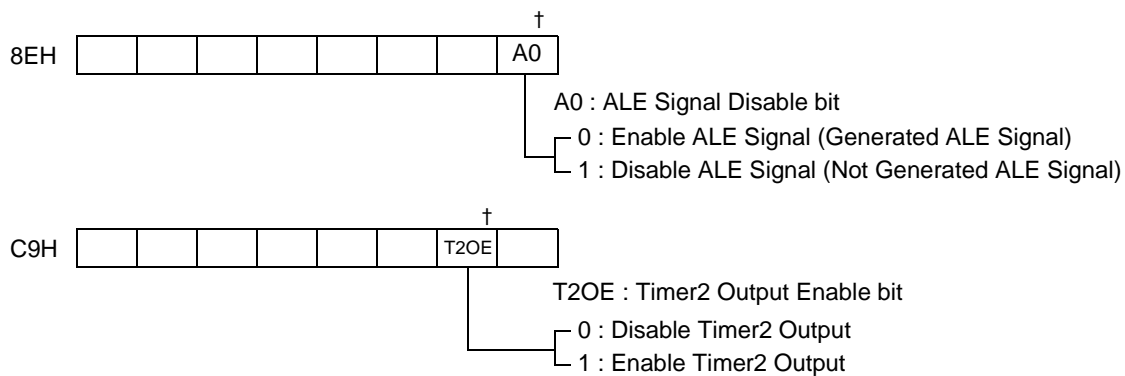 †
8EH A0
A0 : ALE Signal Disable bit
0 : Enable ALE Signal (Generated ALE Signal)
1 : Disable ALE Signal (Not Generated ALE Signal)
†
C9H T2OE
T2OE : Timer2 Output Enable bit
0 : Disable Timer2 Output
1 : Enable Timer2 Output